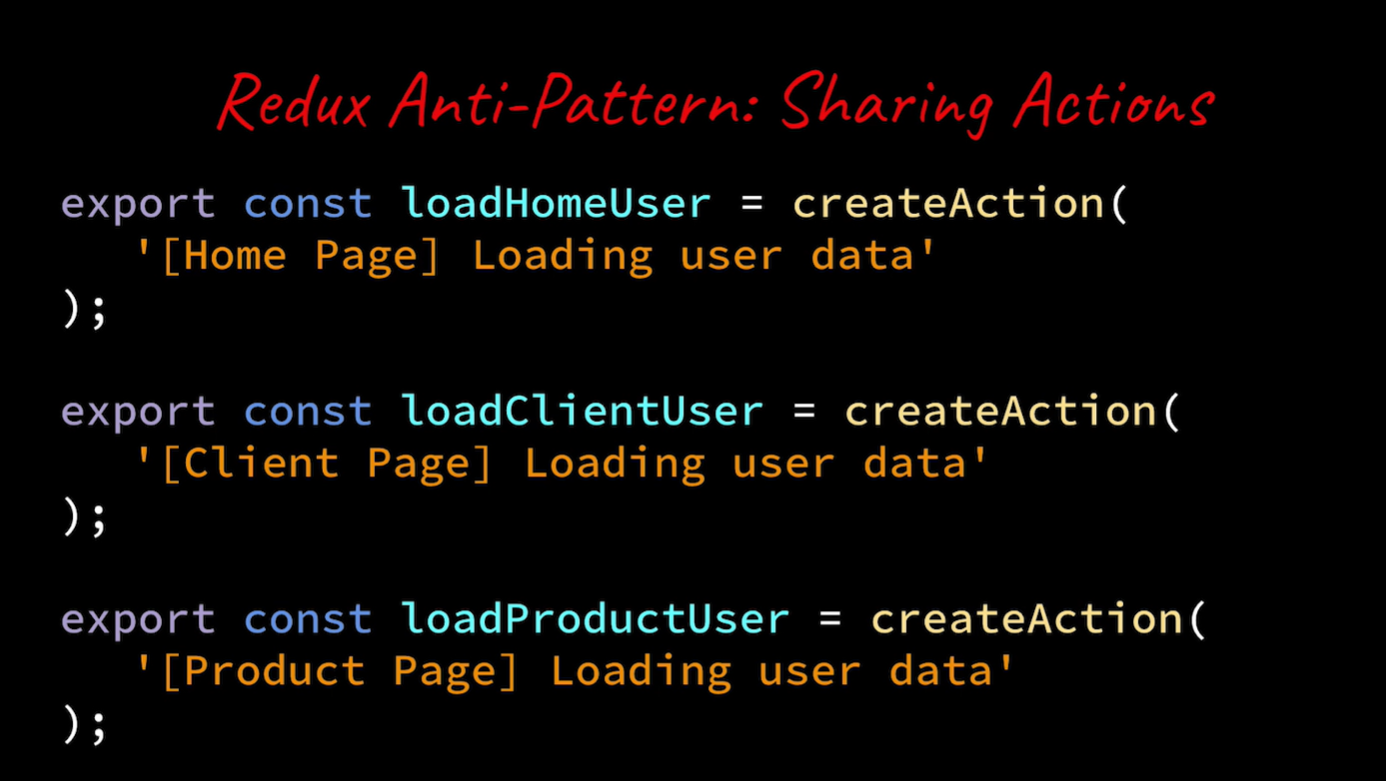 Redux Anti-Pattern: Sharing Actions
export const loadHomeUser = createAction(
'[Home Page] Loading user data'
);
export const loadClientUser = createAction(
'[Client Page] Loading user data'
);
export const loadProductUser = createAction(
'[Product Page] Loading user data'
);